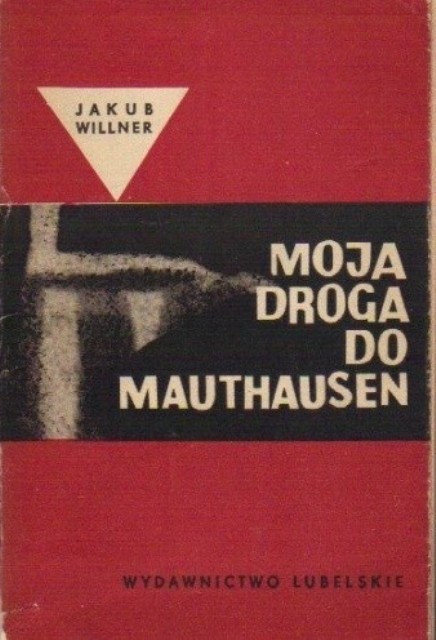 JAKUB
WILLNER
MOJA
DROGA
DO
MAUTHAUSEN
WYDAWNICTWO LUBELSKIE